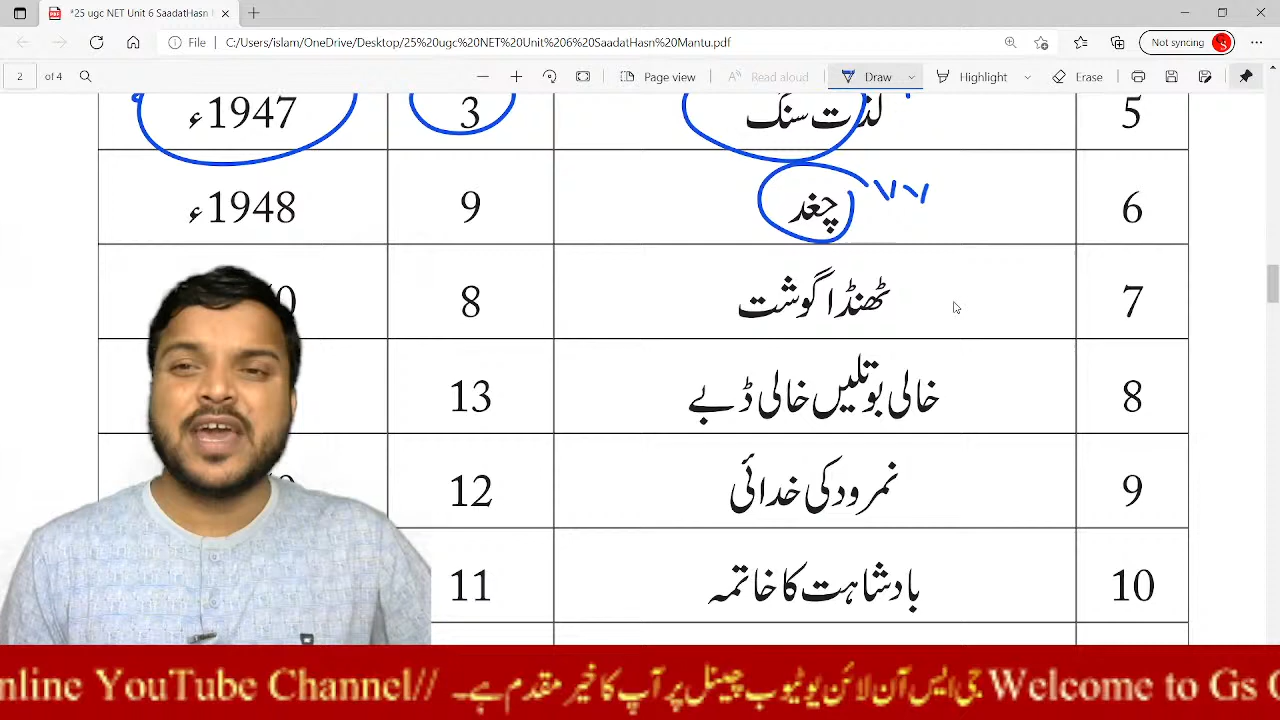 *25 ugc NET Unit 6 SaadatHasn
File C:/Users/islam/OneDrive/Desktop/25%20ugc%20NET%20Unit%206%20SaadatHasn%20Mantu.pdf Not syncing
2 of 4 Page view Read aloud Draw Highlight Erase
5 لذت سنگ 3 1947ء
6 چغد 9 1948ء
7 ٹھنڈا گوشت 8
8 خالی بوتلیں خالی ڈبے 13
9 نمرود کی خدائی 12
10 بادشاہت کا خاتمہ 11
nline YouTube Channel// جی ایس آن لائن یوٹیوب چینل پر آپ کا خیر مقدم ہے۔ Welcome to Gs